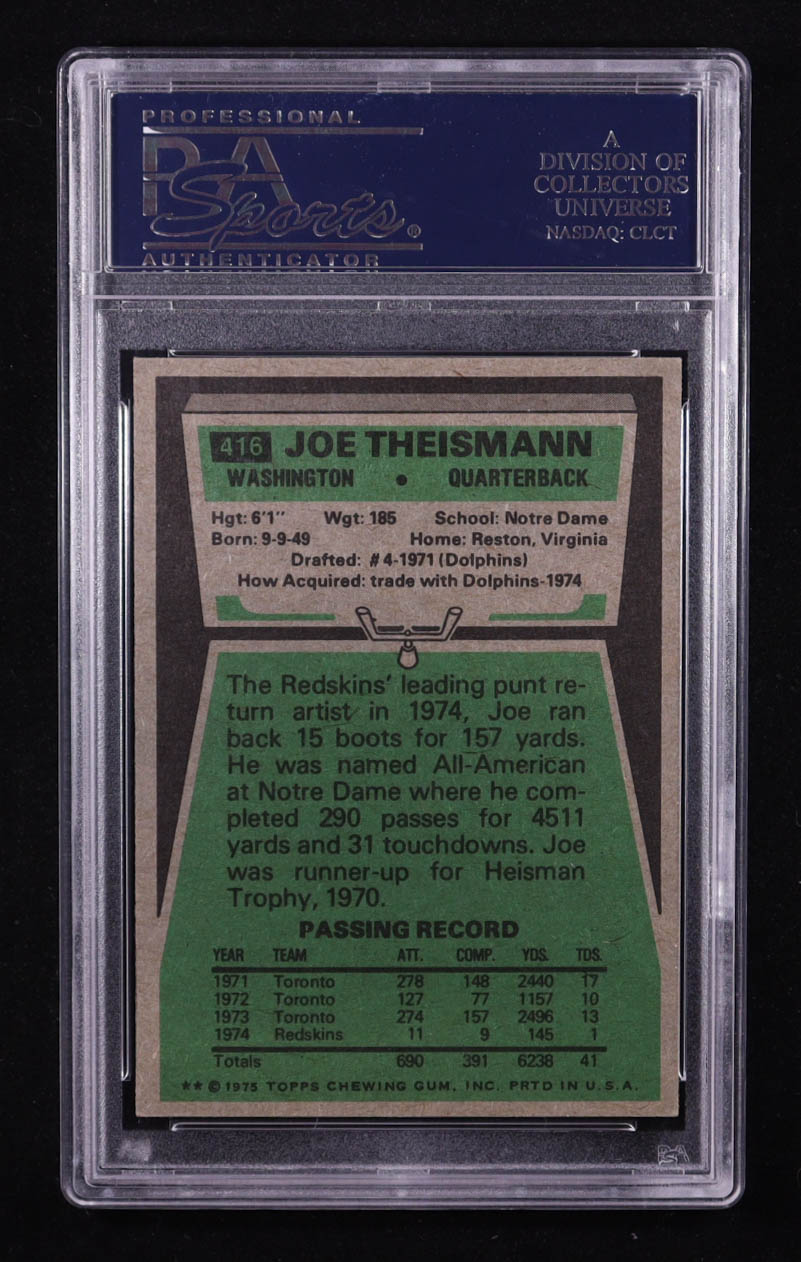 PROFESSIONAL
PSA
Sports®
AUTHENTICATOR
A
DIVISION OF
COLLECTORS
UNIVERSE
NASDAQ: CLCT
416 JOE THEISMANN
WASHINGTON • QUARTERBACK
Hgt: 6'1" Wgt: 185 School: Notre Dame
Born: 9-9-49 Home: Reston, Virginia
Drafted: #4-1971 (Dolphins)
How Acquired: trade with Dolphins-1974
The Redskins' leading punt re-
turn artist in 1974, Joe ran
back 15 boots for 157 yards.
He was named All-American
at Notre Dame where he com-
pleted 290 passes for 4511
yards and 31 touchdowns. Joe
was runner-up for Heisman
Trophy, 1970.
PASSING RECORD
YEAR TEAM ATT. COMP. YDS. TDS.
1971 Toronto 278 148 2440 17
1972 Toronto 127 77 1157 10
1973 Toronto 274 157 2496 13
1974 Redskins 11 9 145 1
Totals 690 391 6238 41
** © 1975 TOPPS CHEWING GUM, INC. PRTD IN U.S.A.
PSA